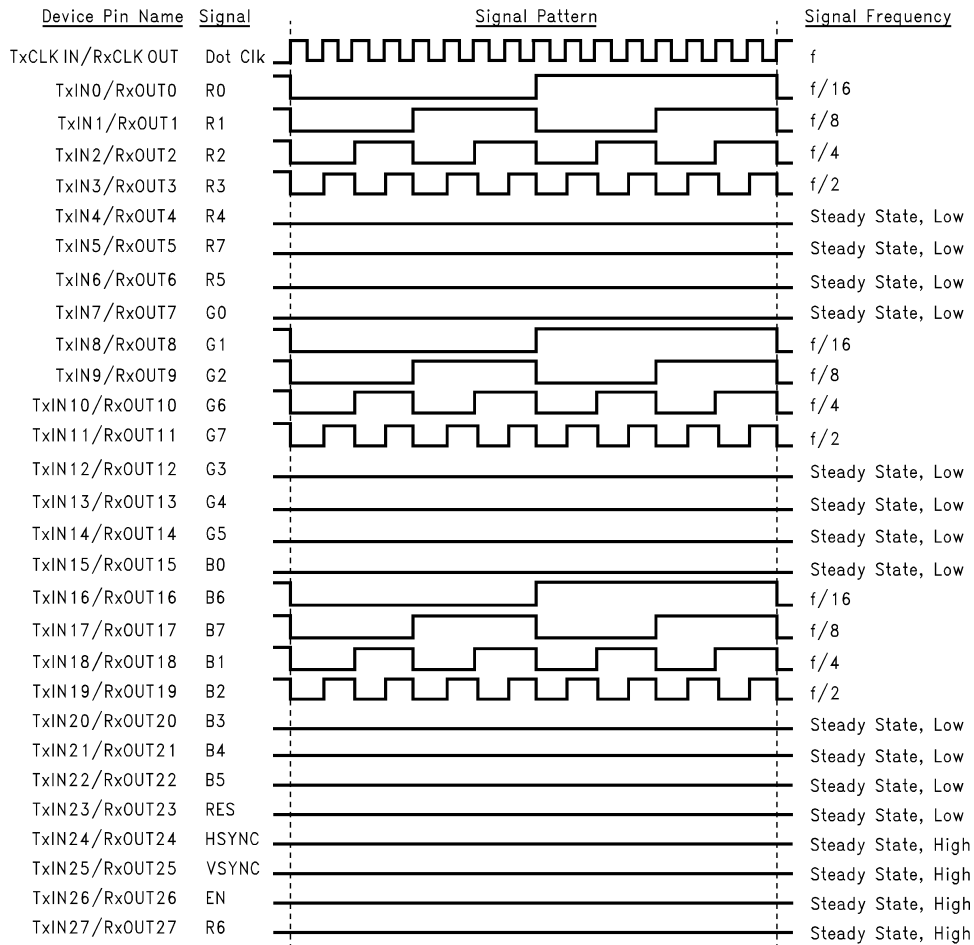 Device Pin Name Signal Signal Pattern Signal Frequency
TxCLK IN/RxCLK OUT Dot Clk f
TxIN0/RxOUT0 R0 f/16
TxIN1/RxOUT1 R1 f/8
TxIN2/RxOUT2 R2 f/4
TxIN3/RxOUT3 R3 f/2
TxIN4/RxOUT4 R4 Steady State, Low
TxIN5/RxOUT5 R7 Steady State, Low
TxIN6/RxOUT6 R5 Steady State, Low
TxIN7/RxOUT7 G0 Steady State, Low
TxIN8/RxOUT8 G1 f/16
TxIN9/RxOUT9 G2 f/8
TxIN10/RxOUT10 G6 f/4
TxIN11/RxOUT11 G7 f/2
TxIN12/RxOUT12 G3 Steady State, Low
TxIN13/RxOUT13 G4 Steady State, Low
TxIN14/RxOUT14 G5 Steady State, Low
TxIN15/RxOUT15 B0 Steady State, Low
TxIN16/RxOUT16 B6 f/16
TxIN17/RxOUT17 B7 f/8
TxIN18/RxOUT18 B1 f/4
TxIN19/RxOUT19 B2 f/2
TxIN20/RxOUT20 B3 Steady State, Low
TxIN21/RxOUT21 B4 Steady State, Low
TxIN22/RxOUT22 B5 Steady State, Low
TxIN23/RxOUT23 RES Steady State, Low
TxIN24/RxOUT24 HSYNC Steady State, High
TxIN25/RxOUT25 VSYNC Steady State, High
TxIN26/RxOUT26 EN Steady State, High
TxIN27/RxOUT27 R6 Steady State, High